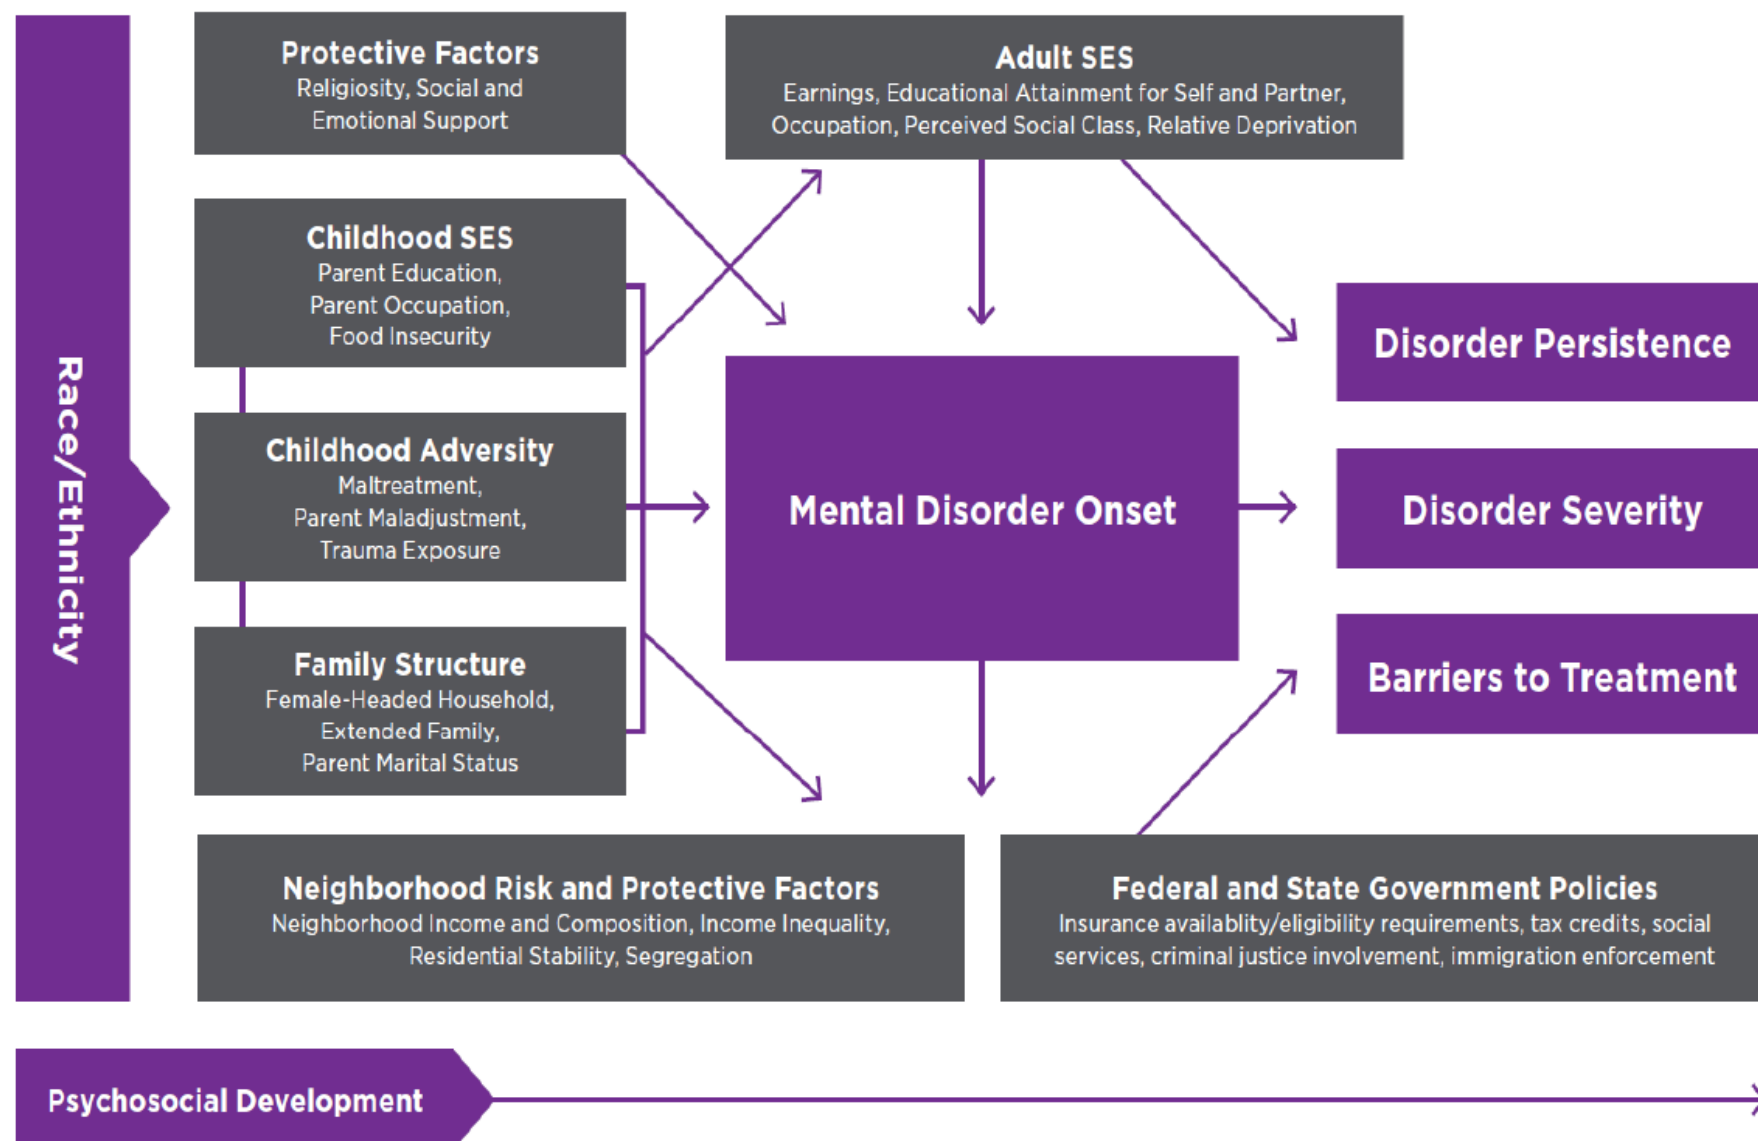 Race/Ethnicity
Protective Factors
Religiosity, Social and
Emotional Support
Childhood SES
Parent Education,
Parent Occupation,
Food Insecurity
Childhood Adversity
Maltreatment,
Parent Maladjustment,
Trauma Exposure
Family Structure
Female-Headed Household,
Extended Family,
Parent Marital Status
Adult SES
Earnings, Educational Attainment for Self and Partner,
Occupation, Perceived Social Class, Relative Deprivation
Mental Disorder Onset
Disorder Persistence
Disorder Severity
Barriers to Treatment
Neighborhood Risk and Protective Factors
Neighborhood Income and Composition, Income Inequality,
Residential Stability, Segregation
Federal and State Government Policies
Insurance availablity/eligibility requirements, tax credits, social
services, criminal justice involvement, immigration enforcement
Psychosocial Development